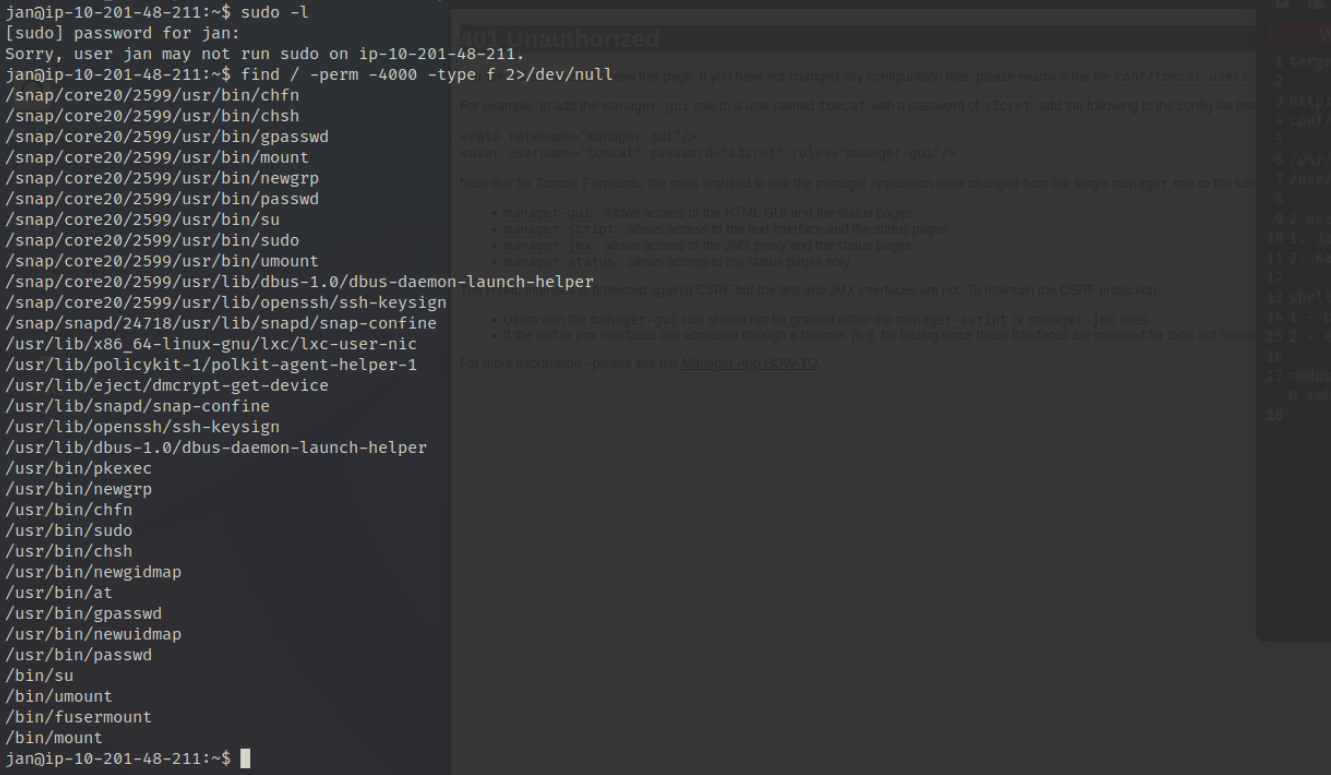 jan@ip-10-201-48-211:~$ sudo -l
[sudo] password for jan:
Sorry, user jan may not run sudo on ip-10-201-48-211.
jan@ip-10-201-48-211:~$ find / -perm -4000 -type f 2>/dev/null
/snap/core20/2599/usr/bin/chfn
/snap/core20/2599/usr/bin/chsh
/snap/core20/2599/usr/bin/gpasswd
/snap/core20/2599/usr/bin/mount
/snap/core20/2599/usr/bin/newgrp
/snap/core20/2599/usr/bin/passwd
/snap/core20/2599/usr/bin/su
/snap/core20/2599/usr/bin/sudo
/snap/core20/2599/usr/bin/umount
/snap/core20/2599/usr/lib/dbus-1.0/dbus-daemon-launch-helper
/snap/core20/2599/usr/lib/openssh/ssh-keysign
/snap/snapd/24718/usr/lib/snapd/snap-confine
/usr/lib/x86_64-linux-gnu/lxc/lxc-user-nic
/usr/lib/policykit-1/polkit-agent-helper-1
/usr/lib/eject/dmcrypt-get-device
/usr/lib/snapd/snap-confine
/usr/lib/openssh/ssh-keysign
/usr/lib/dbus-1.0/dbus-daemon-launch-helper
/usr/bin/pkexec
/usr/bin/newgrp
/usr/bin/chfn
/usr/bin/sudo
/usr/bin/chsh
/usr/bin/newgidmap
/usr/bin/at
/usr/bin/gpasswd
/usr/bin/newuidmap
/usr/bin/passwd
/bin/su
/bin/umount
/bin/fusermount
/bin/mount
jan@ip-10-201-48-211:~$
401 Unauthorized
view this page. If you have not changed any configuration files, please examine the file conf/tomcat-users.
For example, to add the manager-gui role to a user named tomcat with a password of s3cret, add the following to the config file liste
<role rolename="manager-gui"/>
<user username="tomcat" password="s3cret" roles="manager-gui"/>
Note that for Tomcat 7 onwards, the roles required to use the manager application were changed from the single manager role to the follo
manager-gui - allows access to the HTML GUI and the status pages
manager-script - allows access to the text interface and the status pages
manager-jmx - allows access to the JMX proxy and the status pages
manager-status - allows access to the status pages only
The HTML interface is protected against CSRF but the text and JMX interfaces are not. To maintain the CSRF protection:
Users with the manager-gui role should not be granted either the manager-script or manager-jmx roles.
If the text or jmx interfaces are accessed through a browser (e.g. for testing since these interfaces are intended for tools not human
For more information - please see the Manager App HOW-TO.
1 targe
2
3 http:
4 conf/
5
6 /usr/
7 /usr/
8
9 2 use
10 1. Ja
11 2. Ka
12
13 shell
14 1 - p
15 2 - e
16
17 medus
M smb
18